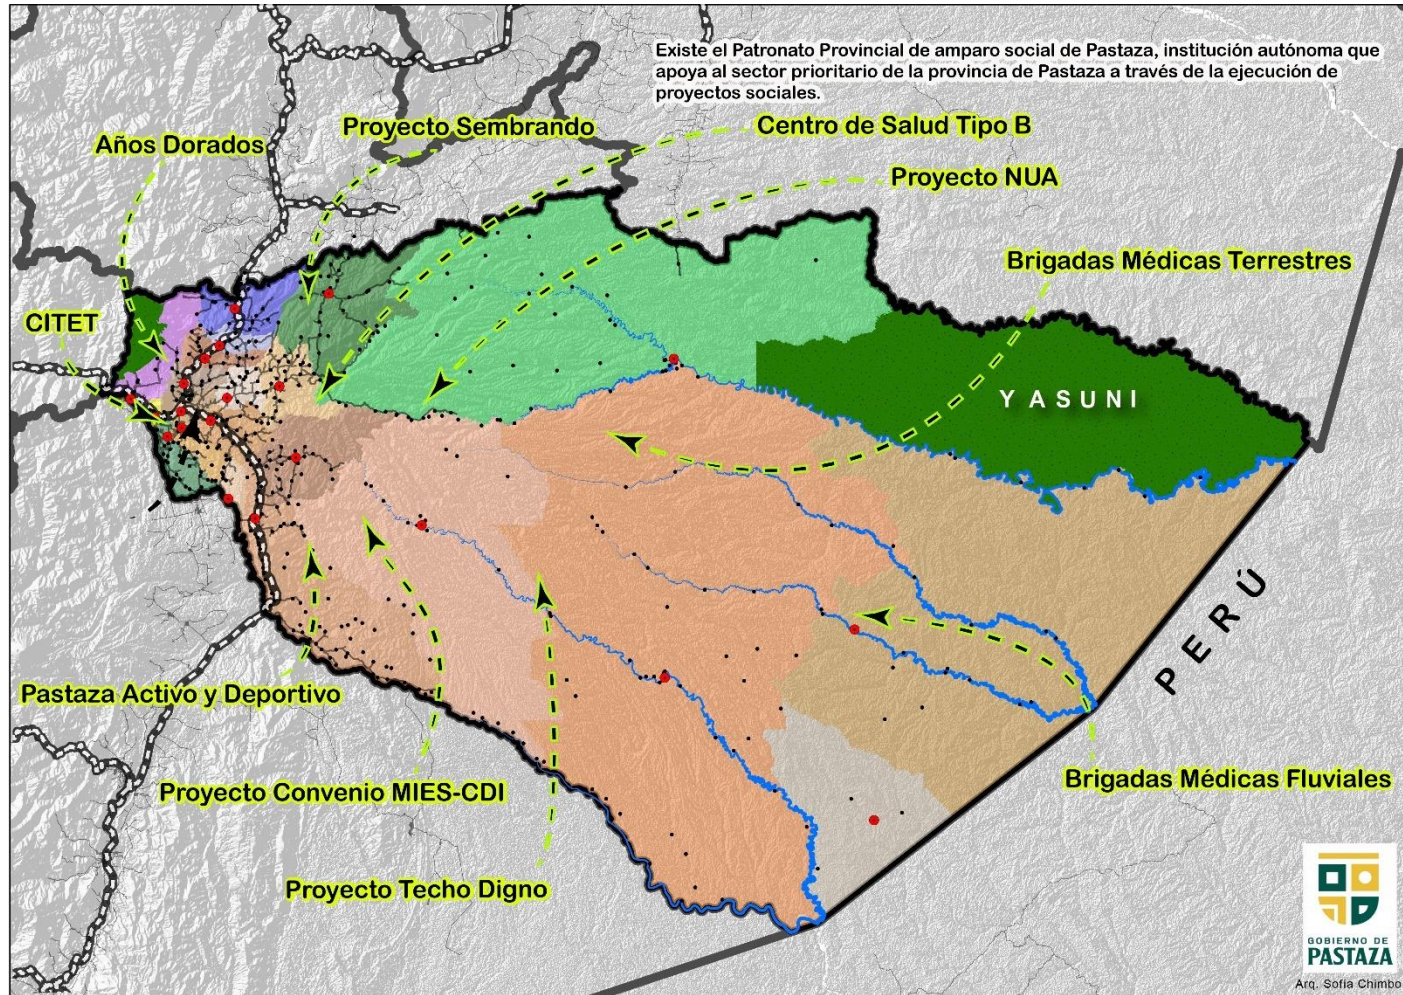 Existe el Patronato Provincial de amparo social de Pastaza, institución autónoma que
apoya al sector prioritario de la provincia de Pastaza a través de la ejecución de
proyectos sociales.
Años Dorados
Proyecto Sembrando
Centro de Salud Tipo B
Proyecto NUA
Brigadas Médicas Terrestres
CITET
YASUNI
PERÚ
Pastaza Activo y Deportivo
Proyecto Convenio MIES-CDI
Brigadas Médicas Fluviales
Proyecto Techo Digno
GOBIERNO DE
PASTAZA
Arq. Sofia Chimbo